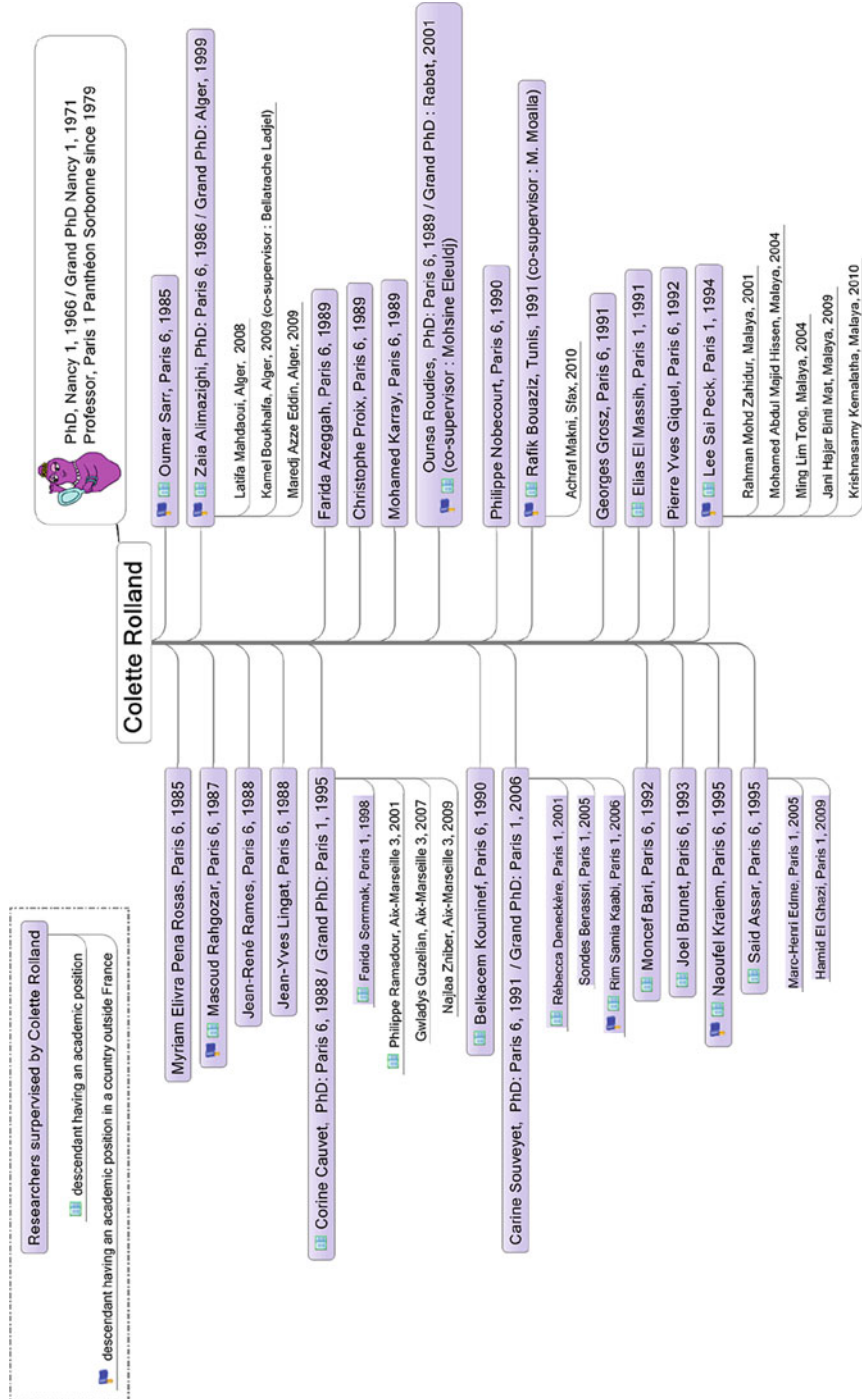 Researchers surpervised by Colette Rolland
descendant having an academic position
descendant having an academic position in a country outside France
Colette Rolland
PhD, Nancy 1, 1966 / Grand PhD Nancy 1, 1971
Professor, Paris 1 Panthéon Sorbonne since 1979
Myriam Elivra Pena Rosas, Paris 6, 1985
Masoud Rahgozar, Paris 6, 1987
Jean-René Rames, Paris 6, 1988
Jean-Yves Lingat, Paris 6, 1988
Corine Cauvet, PhD: Paris 6, 1988 / Grand PhD: Paris 1, 1995
Farida Semmak, Paris 1, 1998
Philippe Ramadour, Aix-Marseille 3, 2001
Gwladys Guzelian, Aix-Marseille 3, 2007
Najlaa Zniber, Aix-Marseille 3, 2009
Belkacem Kouninef, Paris 6, 1990
Carine Souveyet, PhD: Paris 6, 1991 / Grand PhD: Paris 1, 2006
Rébecca Deneckère, Paris 1, 2001
Sondes Benassri, Paris 1, 2005
Rim Samia Kaabi, Paris 1, 2006
Moncef Bari, Paris 6, 1992
Joel Brunet, Paris 6, 1993
Naoufel Kraiem, Paris 6, 1995
Said Assar, Paris 6, 1995
Marc-Henri Edme, Paris 1, 2005
Hamid El Ghazi, Paris 1, 2009
Oumar Sarr, Paris 6, 1985
Zaia Alimazighi, PhD: Paris 6, 1986 / Grand PhD: Alger, 1999
Latifa Mahdaoui, Alger, 2008
Kamel Boukhalfa, Alger, 2009 (co-supervisor : Bellatrache Ladjel)
Maredj Azze Eddin, Alger, 2009
Farida Azeggah, Paris 6, 1989
Christophe Proix, Paris 6, 1989
Mohamed Karray, Paris 6, 1989
Ounsa Roudies, PhD: Paris 6, 1989 / Grand PhD : Rabat, 2001
(co-supervisor : Mohsine Eleuldj)
Philippe Nobecourt, Paris 6, 1990
Rafik Bouaziz, Tunis, 1991 (co-supervisor : M. Moalla)
Achraf Makni, Sfax, 2010
Georges Grosz, Paris 6, 1991
Elias El Massih, Paris 1, 1991
Pierre Yves Giquel, Paris 6, 1992
Lee Sai Peck, Paris 1, 1994
Rahman Mohd Zahidur, Malaya, 2001
Mohamed Abdul Majid Hissen, Malaya, 2004
Ming Lim Tong, Malaya, 2004
Jani Hajar Binti Mat, Malaya, 2009
Krishnasamy Kemalatha, Malaya, 2010